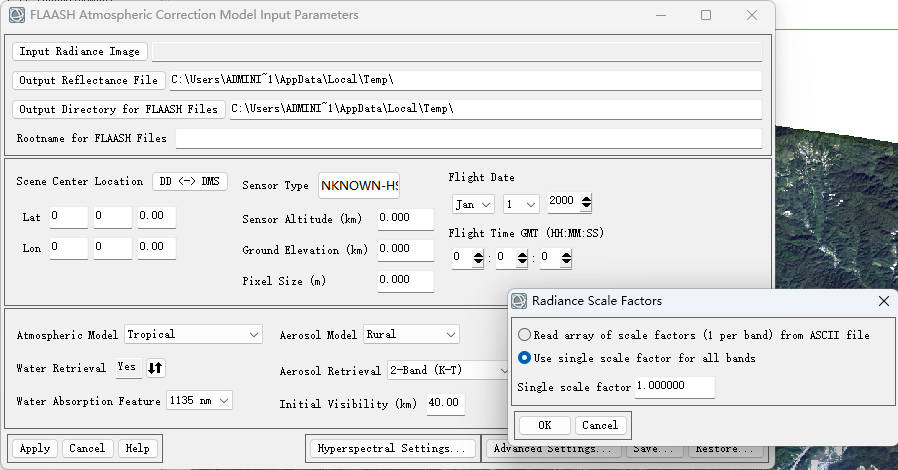 FLAASH Atmospheric Correction Model Input Parameters
Input Radiance Image
Output Reflectance File C:\Users\ADMINI~1\AppData\Local\Temp\
Output Directory for FLAASH Files C:\Users\ADMINI~1\AppData\Local\Temp\
Rootname for FLAASH Files
Scene Center Location DD <-> DMS
Lat 0 0 0.00
Lon 0 0 0.00
Sensor Type NKNOWN-HS
Sensor Altitude (km) 0.000
Ground Elevation (km) 0.000
Pixel Size (m) 0.000
Flight Date
Jan 1 2000
Flight Time GMT (HH:MM:SS)
0 : 0 : 0
Atmospheric Model Tropical
Water Retrieval Yes
Water Absorption Feature 1135 nm
Aerosol Model Rural
Aerosol Retrieval 2-Band (K-T)
Initial Visibility (km) 40.00
Apply Cancel Help
Hyperspectral Settings... Advanced Settings... Save... Restore...
Radiance Scale Factors
Read array of scale factors (1 per band) from ASCII file
Use single scale factor for all bands
Single scale factor 1.000000
OK Cancel